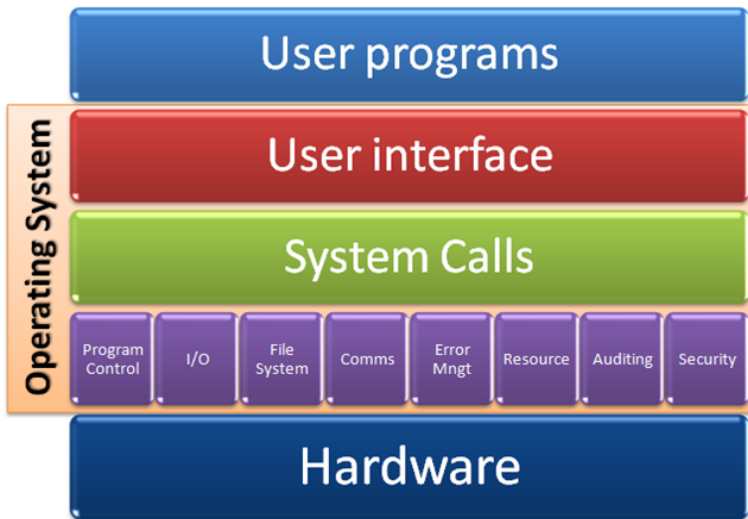 User programs
Operating System
User interface
System Calls
Program
Control
I/O
File
System
Comms
Error
Mngt
Resource
Auditing
Security
Hardware